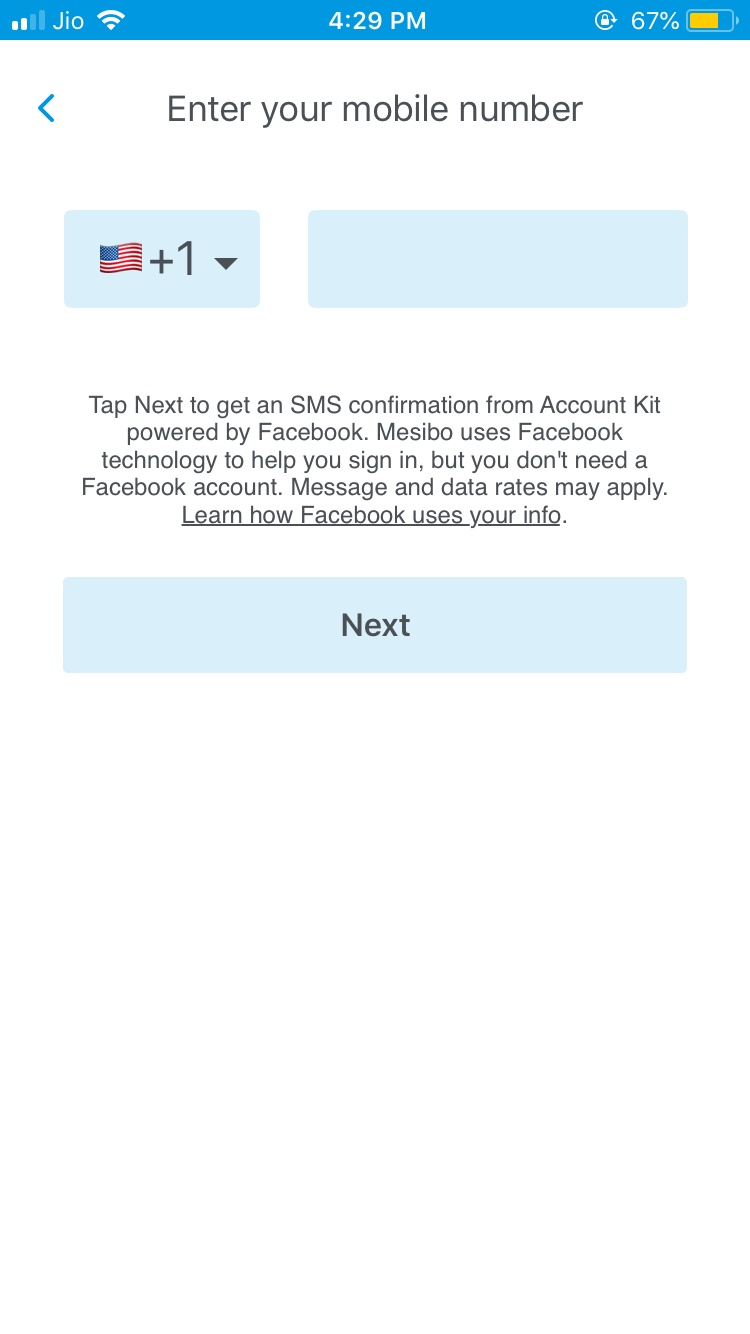 Jio 4:29 PM 67%
Enter your mobile number
+1
Tap Next to get an SMS confirmation from Account Kit
powered by Facebook. Mesibo uses Facebook
technology to help you sign in, but you don't need a
Facebook account. Message and data rates may apply.
Learn how Facebook uses your info.
Next